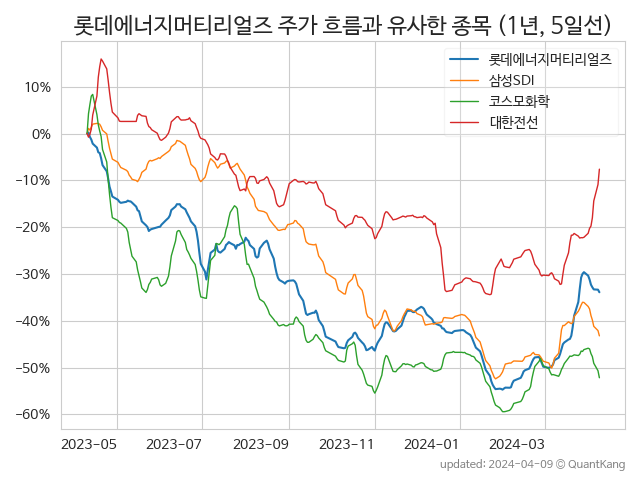 롯데에너지머티리얼즈 주가 흐름과 유사한 종목 (1년, 5일선)
롯데에너지머티리얼즈
삼성SDI
코스모화학
대한전선
10%
0%
−10%
−20%
−30%
−40%
−50%
−60%
2023-05 2023-07 2023-09 2023-11 2024-01 2024-03
updated: 2024-04-09 © QuantKang